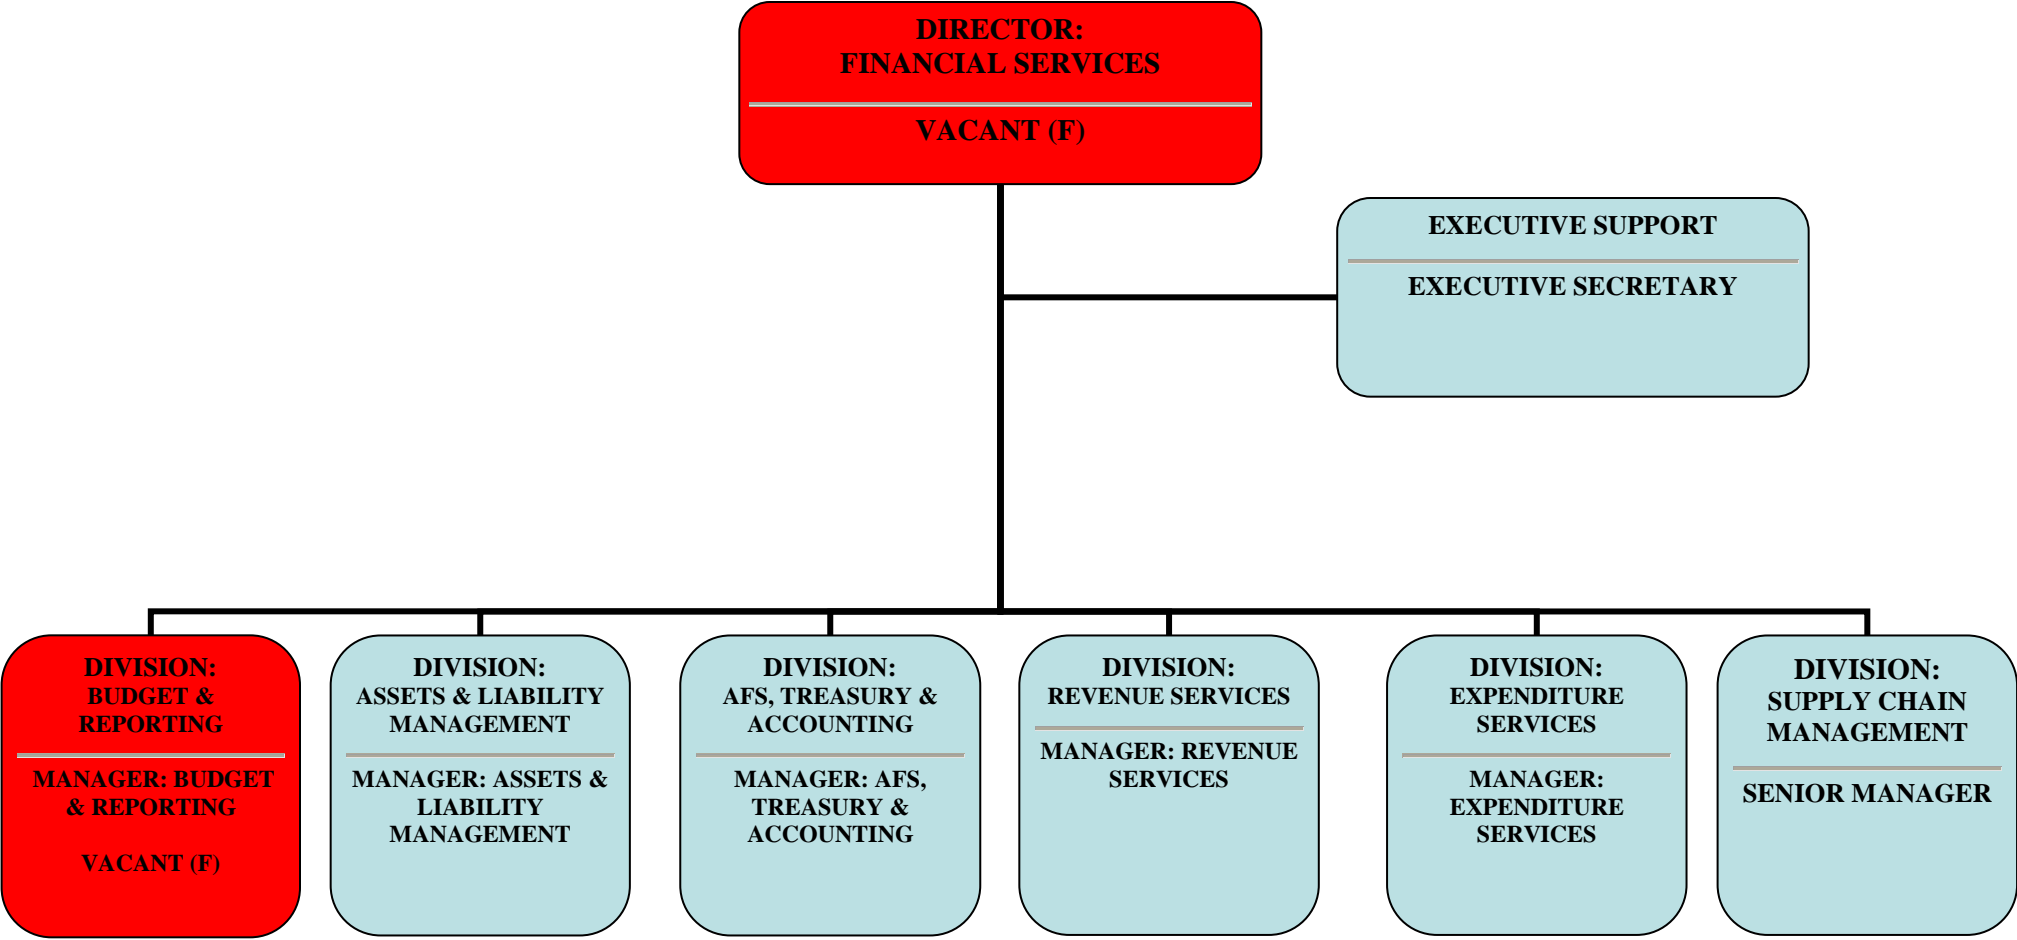 DIRECTOR:
FINANCIAL SERVICES
VACANT (F)
EXECUTIVE SUPPORT
EXECUTIVE SECRETARY
DIVISION:
BUDGET &
REPORTING
MANAGER: BUDGET
& REPORTING
VACANT (F)
DIVISION:
ASSETS & LIABILITY
MANAGEMENT
MANAGER: ASSETS &
LIABILITY
MANAGEMENT
DIVISION:
AFS, TREASURY &
ACCOUNTING
MANAGER: AFS,
TREASURY &
ACCOUNTING
DIVISION:
REVENUE SERVICES
MANAGER: REVENUE
SERVICES
DIVISION:
EXPENDITURE
SERVICES
MANAGER:
EXPENDITURE
SERVICES
DIVISION:
SUPPLY CHAIN
MANAGEMENT
SENIOR MANAGER